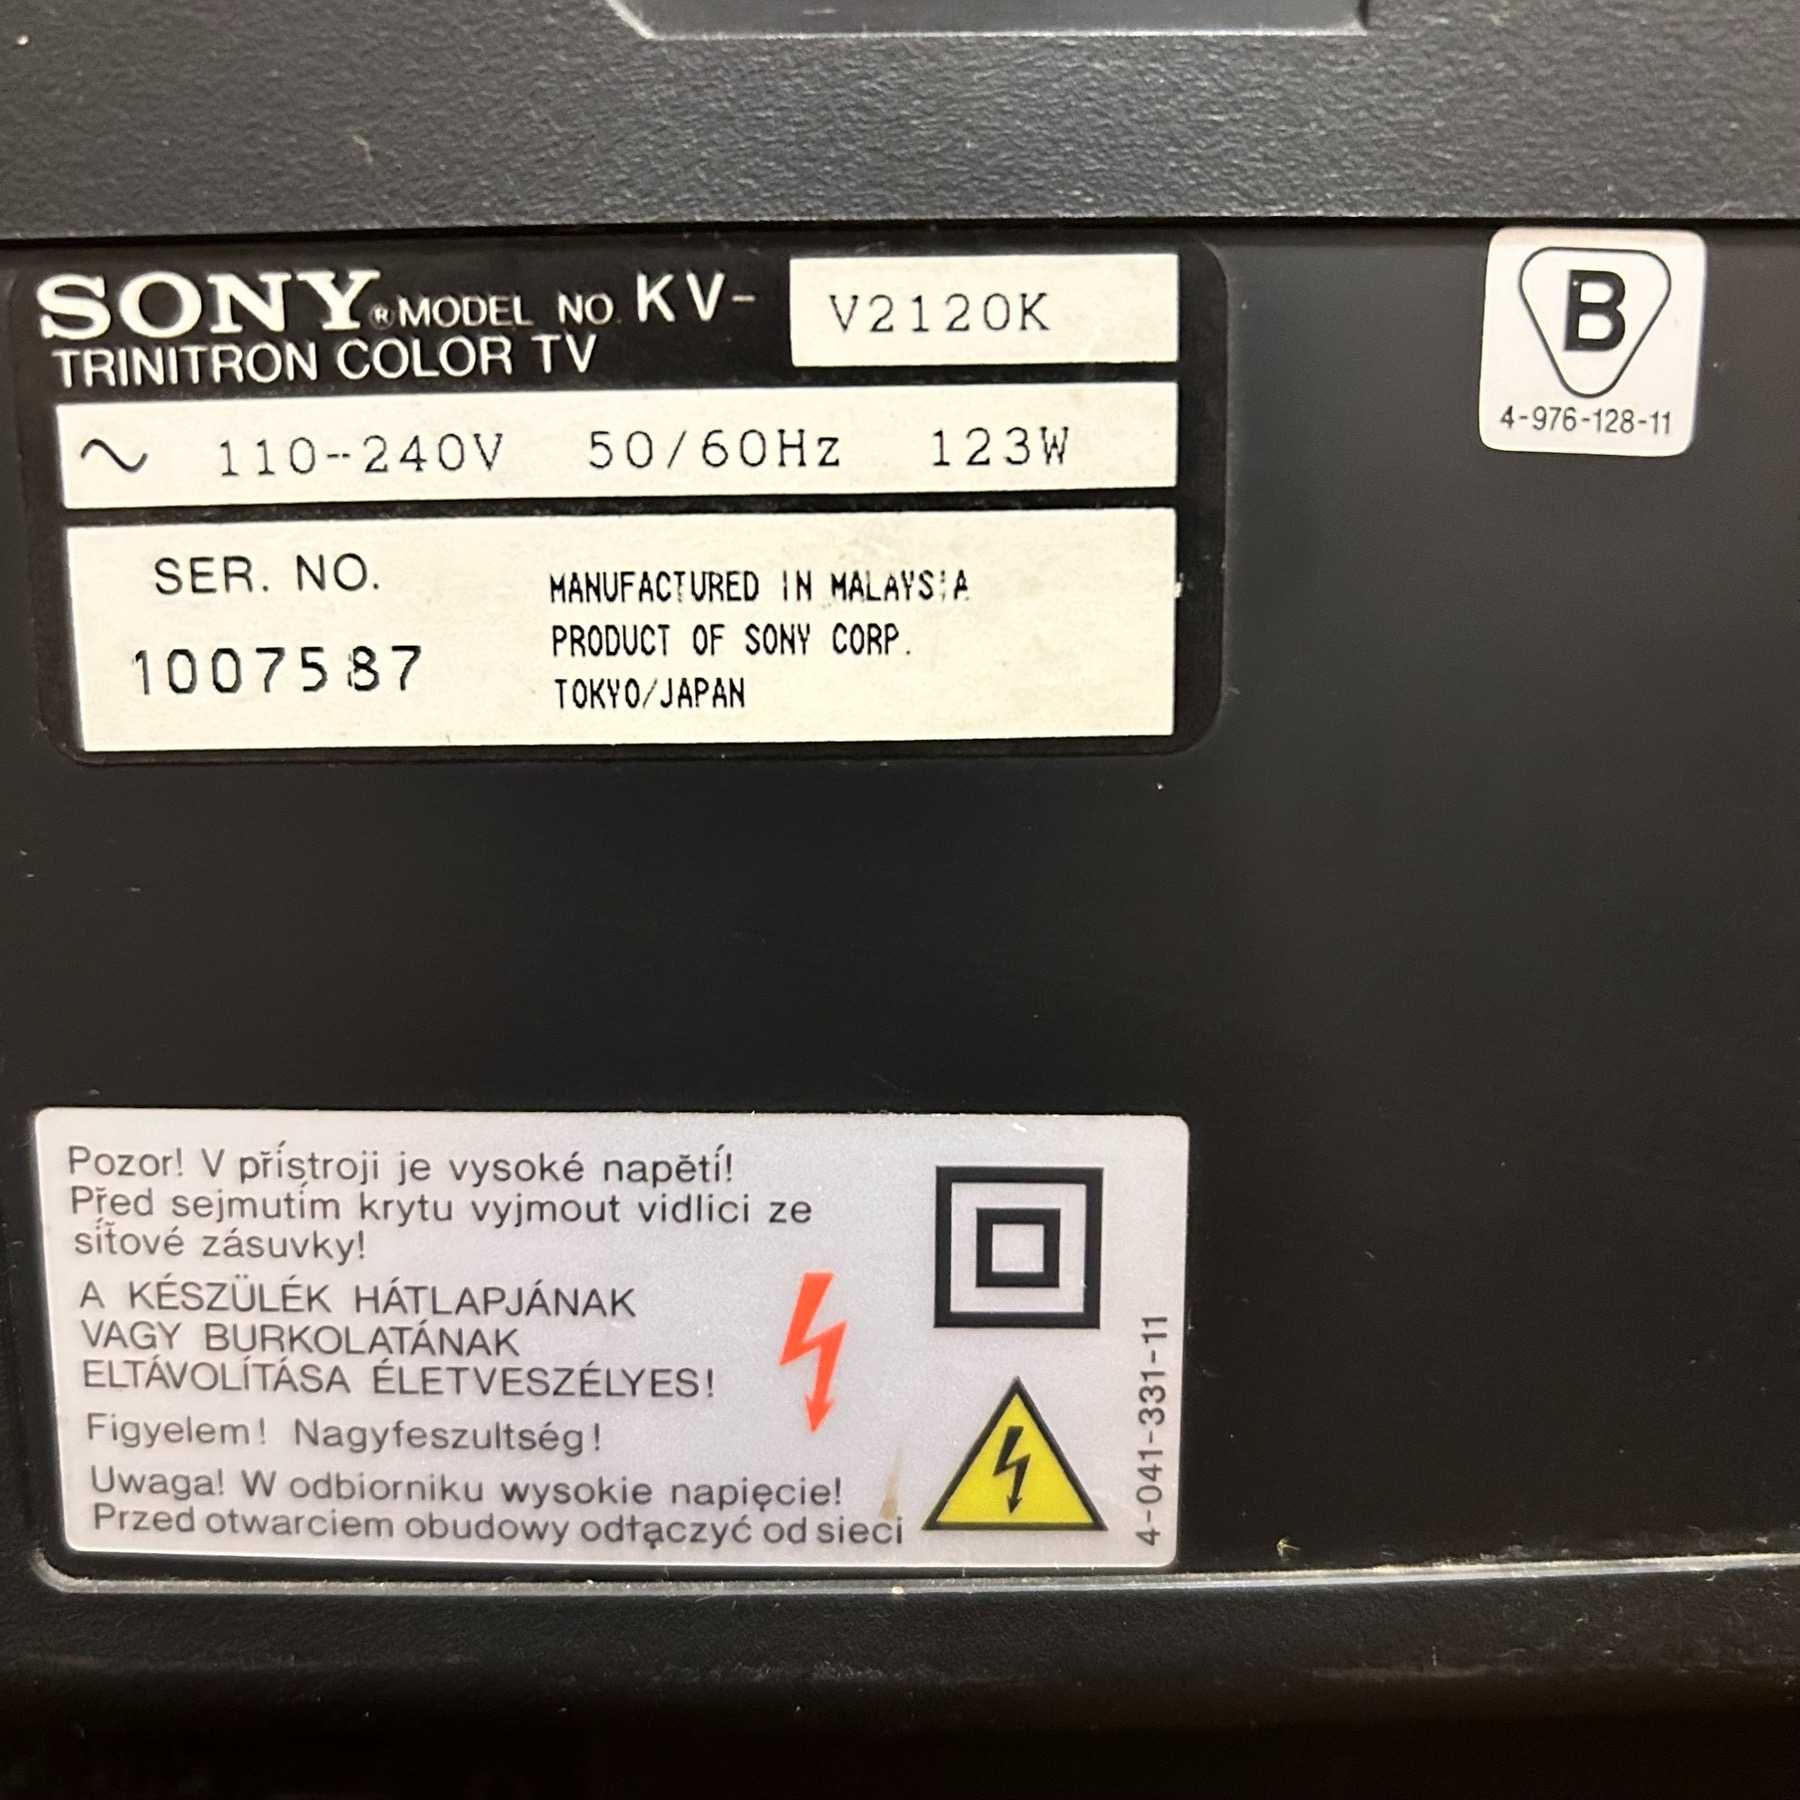 SONY® MODEL NO. KV- V2120K
TRINITRON COLOR TV
~ 110--240V 50/60Hz 123W
SER. NO.
1007587
MANUFACTURED IN MALAYSIA
PRODUCT OF SONY CORP.
TOKYO/JAPAN
B
4-976-128-11
Pozor! V přístroji je vysoké napětí!
Před sejmutím krytu vyjmout vidlici ze
síťové zásuvky!
A KÉSZÜLÉK HÁTLAPJÁNAK
VAGY BURKOLATÁNAK
ELTÁVOLÍTÁSA ÉLETVESZÉLYES!
Figyelem! Nagyfeszultség!
Uwaga! W odbiorniku wysokie napięcie!
Przed otwarciem obudowy odłączyć od sieci
4-041-331-11